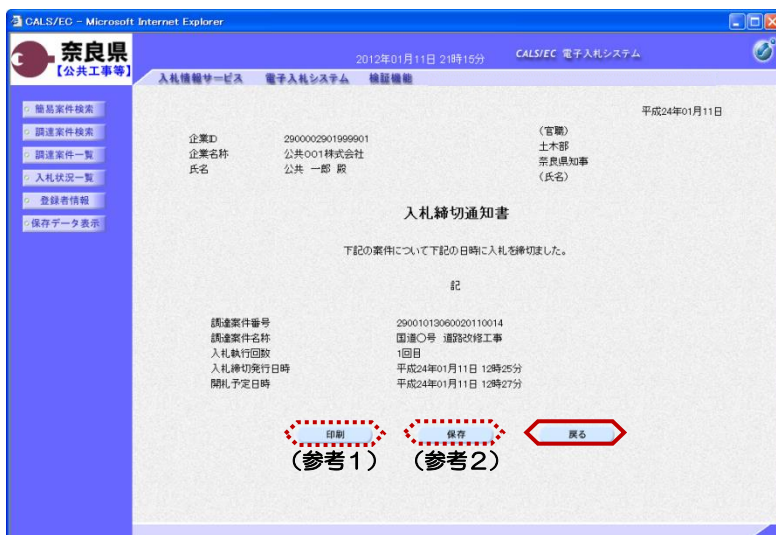 CALS/EC - Microsoft Internet Explorer
奈良県
【公共工事等】
2012年01月11日 21時15分
CALS/EC 電子入札システム
入札情報サービス 電子入札システム 検証機能
簡易案件検索
調達案件検索
調達案件一覧
入札状況一覧
登録者情報
保存データ表示
平成24年01月11日
企業ID 2900002901999901
企業名称 公共001株式会社
氏名 公共 一郎 殿
(官職)
土木部
奈良県知事
(氏名)
入札締切通知書
下記の案件について下記の日時に入札を締切ました。
記
調達案件番号 29001013060020110014
調達案件名称 国道〇号 道路改修工事
入札執行回数 1回目
入札締切発行日時 平成24年01月11日 12時25分
開札予定日時 平成24年01月11日 12時27分
印刷 保存 戻る
(参考1) (参考2)